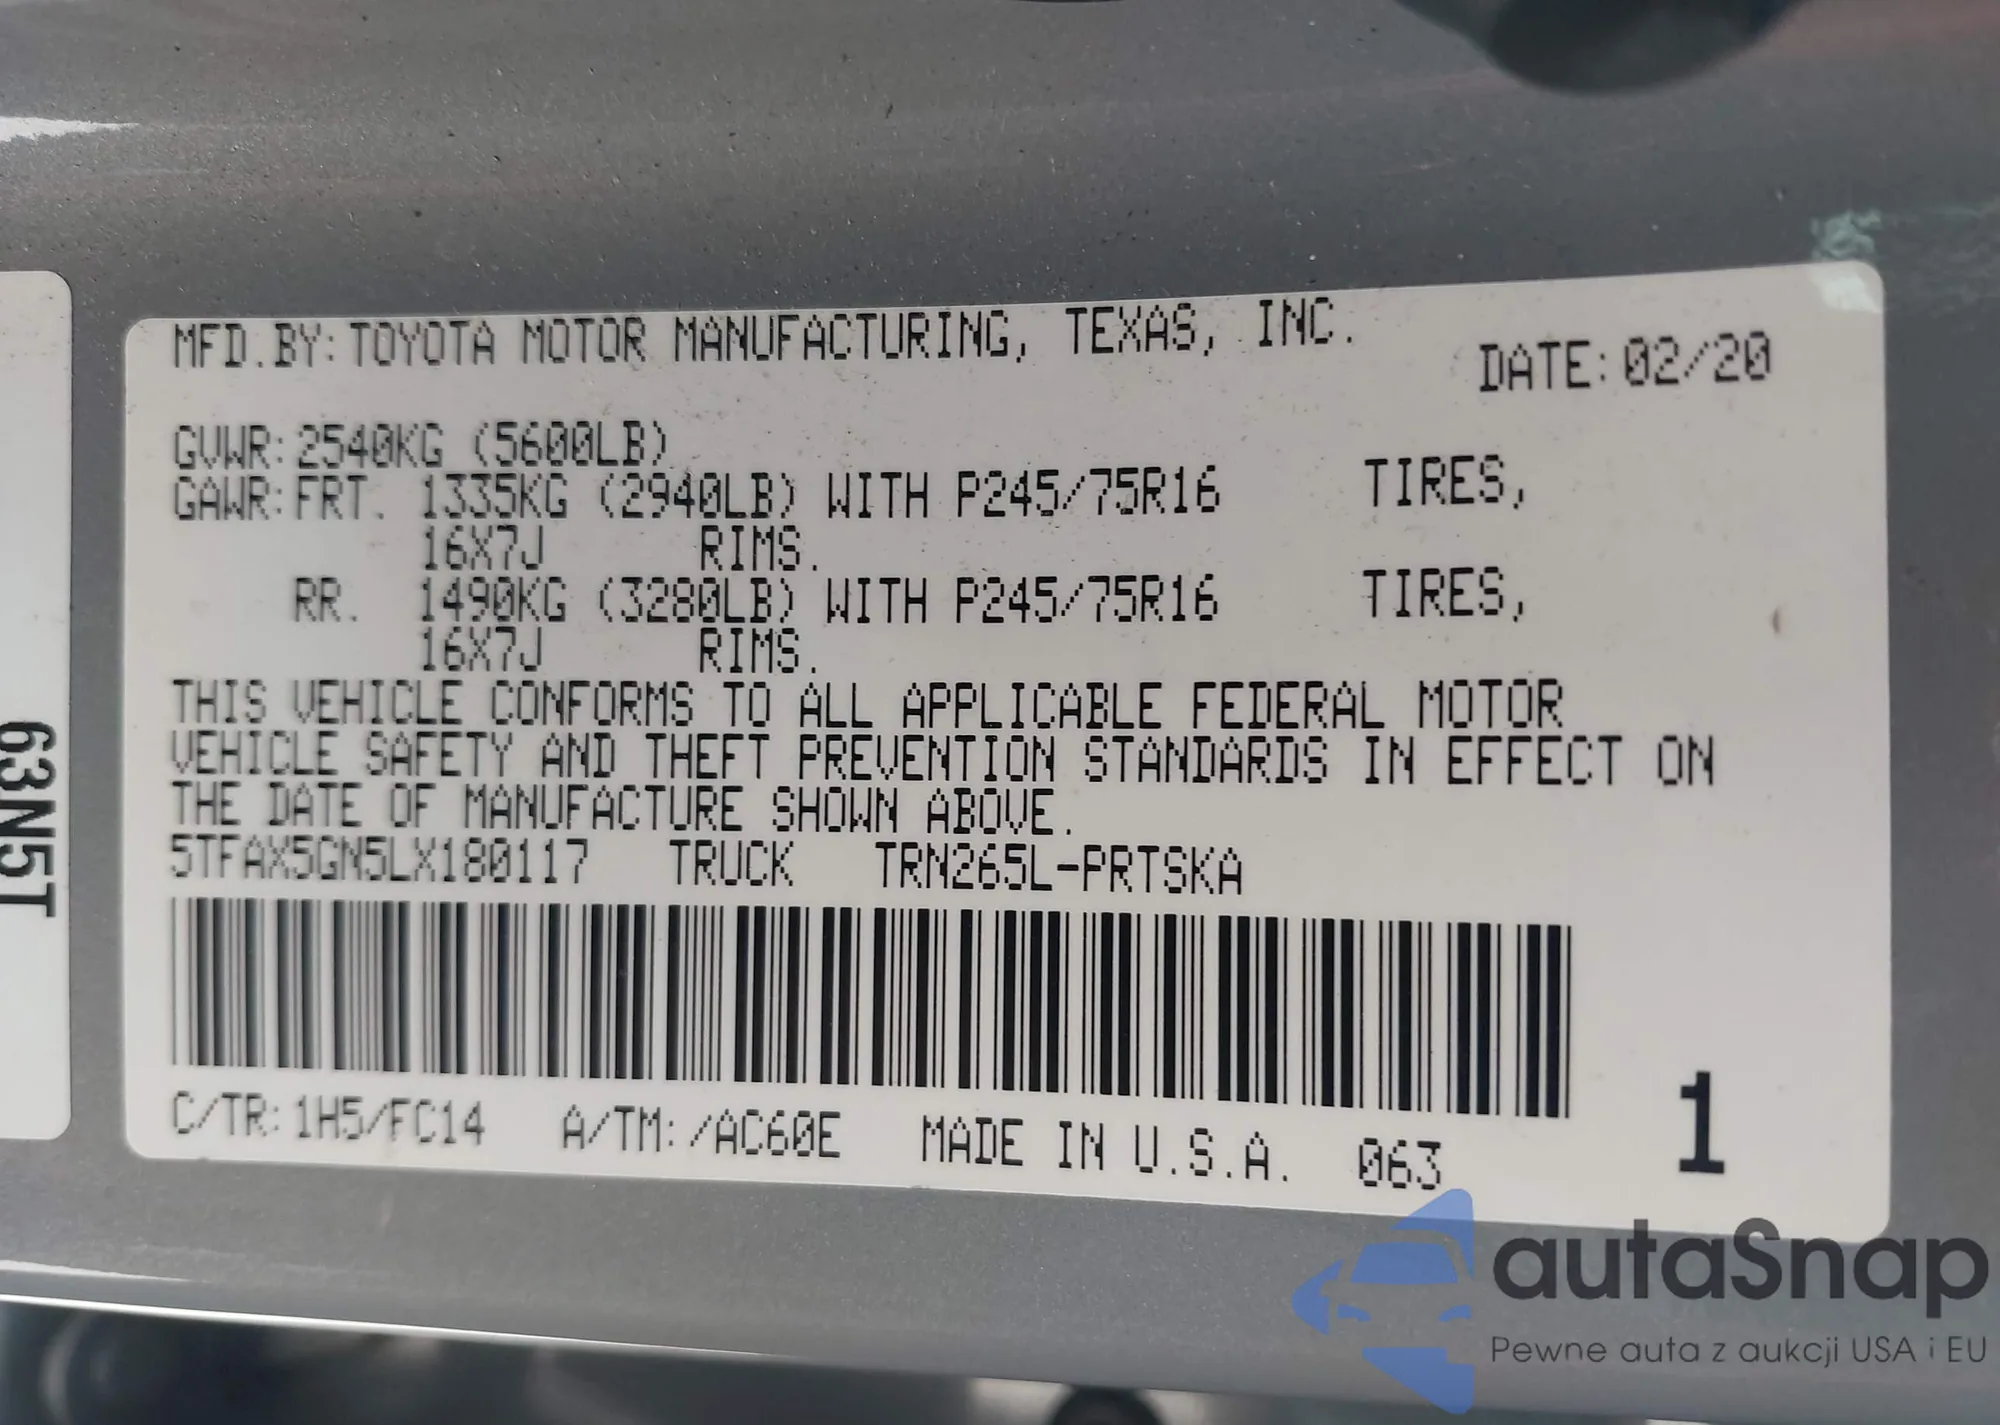 MFD.BY:TOYOTA MOTOR MANUFACTURING, TEXAS, INC.
DATE:02/20
GVWR:2540KG (5600LB)
GAWR:FRT. 1335KG (2940LB) WITH P245/75R16 TIRES,
16X7J RIMS.
RR. 1490KG (3280LB) WITH P245/75R16 TIRES,
16X7J RIMS.
THIS VEHICLE CONFORMS TO ALL APPLICABLE FEDERAL MOTOR
VEHICLE SAFETY AND THEFT PREVENTION STANDARDS IN EFFECT ON
THE DATE OF MANUFACTURE SHOWN ABOVE.
5TFAX5GN5LX180117 TRUCK TRN265L-PRTSKA
C/TR:1H5/FC14 A/TM:/AC60E MADE IN U.S.A. 063
1
63N5T
autaSnap
Pewne auta z aukcji USA i EU